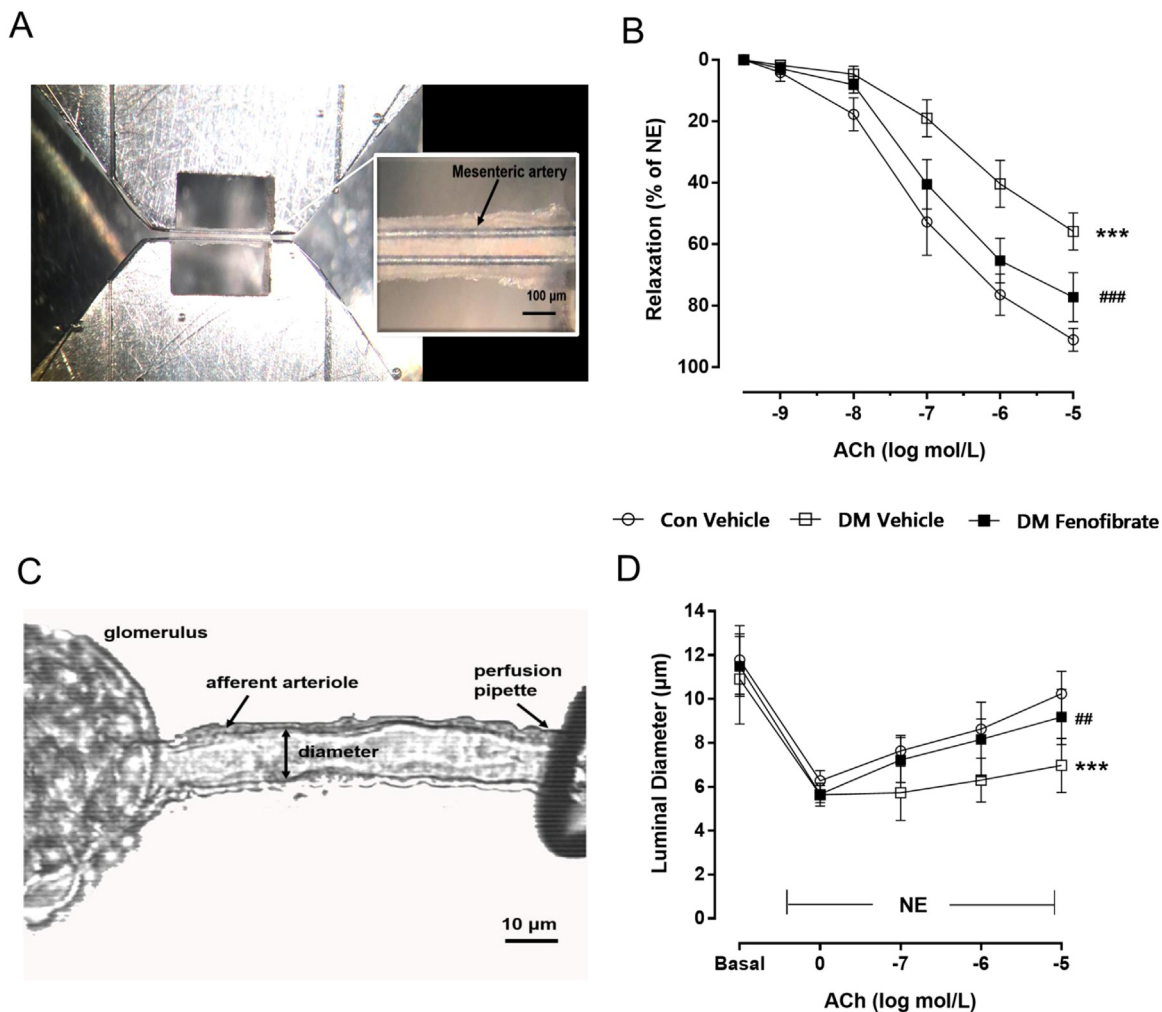 A
Mesenteric artery
100 µm
B
0
20
40
60
80
100
Relaxation (% of NE)
***
###
-9 -8 -7 -6 -5
ACh (log mol/L)
Con Vehicle DM Vehicle DM Fenofibrate
C
glomerulus
afferent arteriole
perfusion
pipette
diameter
10 µm
D
14
12
10
8
6
4
2
0
Luminal Diameter (µm)
##
***
NE
Basal 0 -7 -6 -5
ACh (log mol/L)